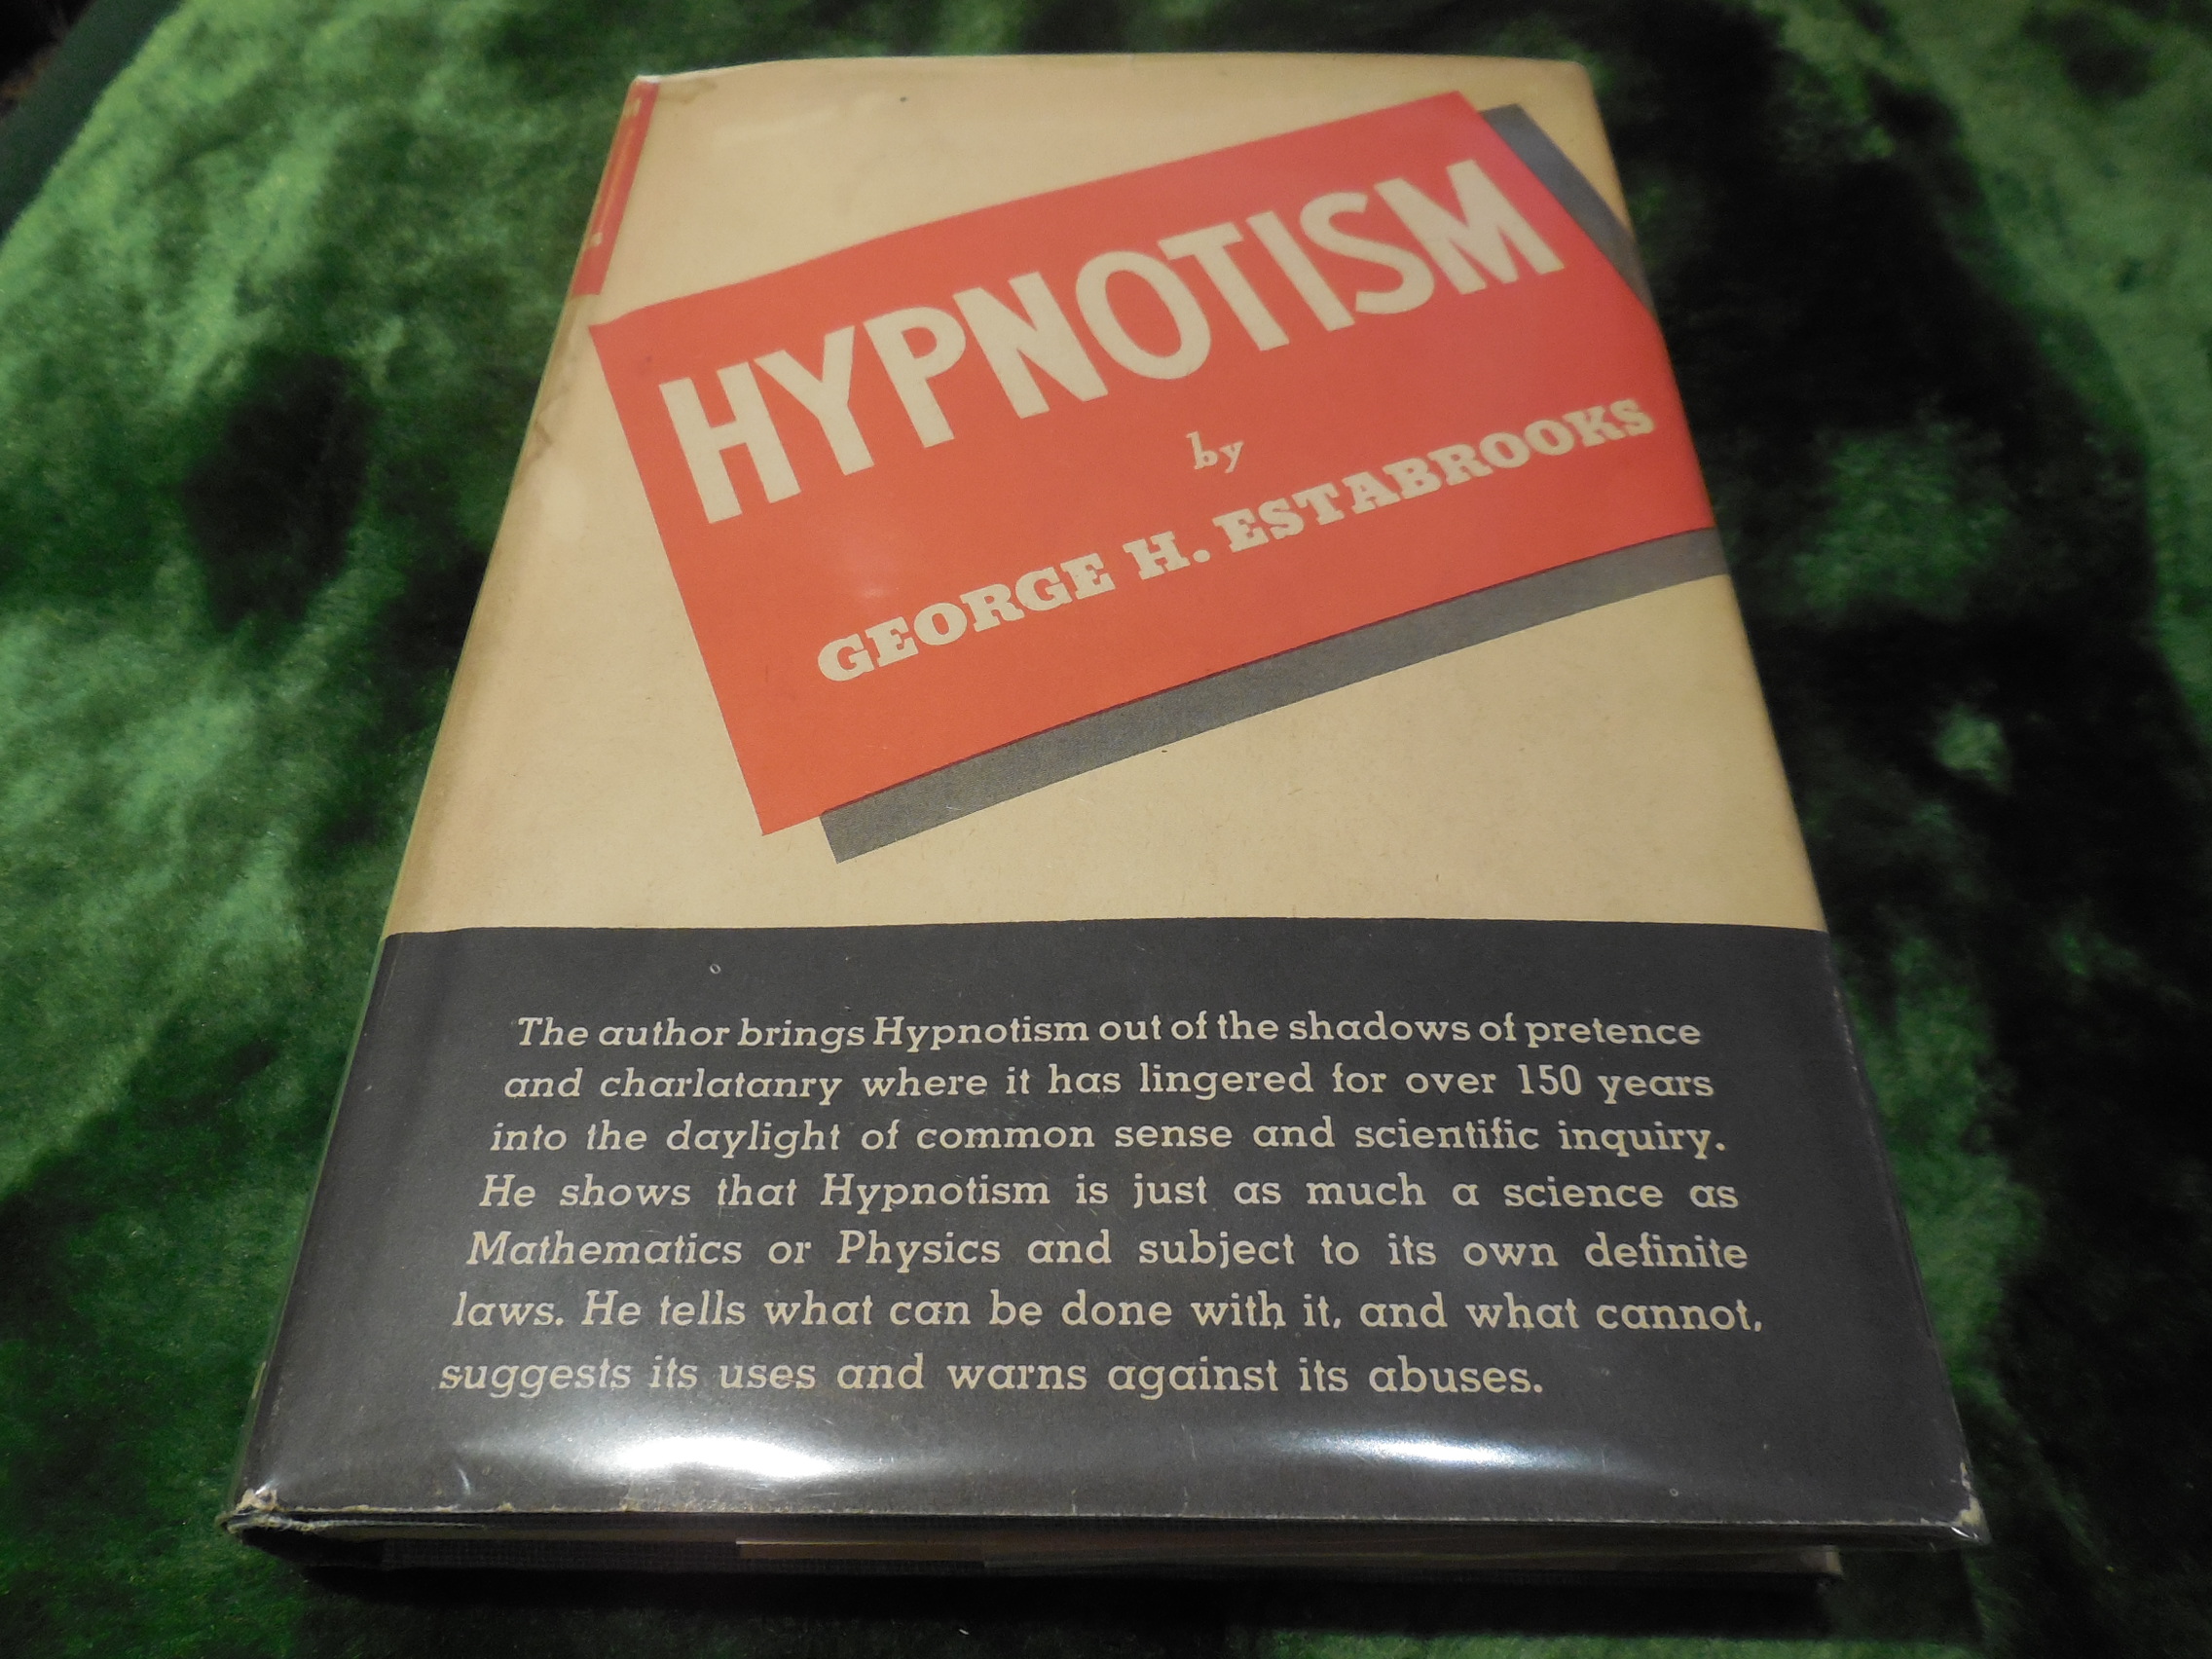 HYPNOTISM
by
GEORGE H. ESTABROOKS
The author brings Hypnotism out of the shadows of pretence
and charlatanry where it has lingered for over 150 years
into the daylight of common sense and scientific inquiry.
He shows that Hypnotism is just as much a science as
Mathematics or Physics and subject to its own definite
laws. He tells what can be done with it, and what cannot,
suggests its uses and warns against its abuses.